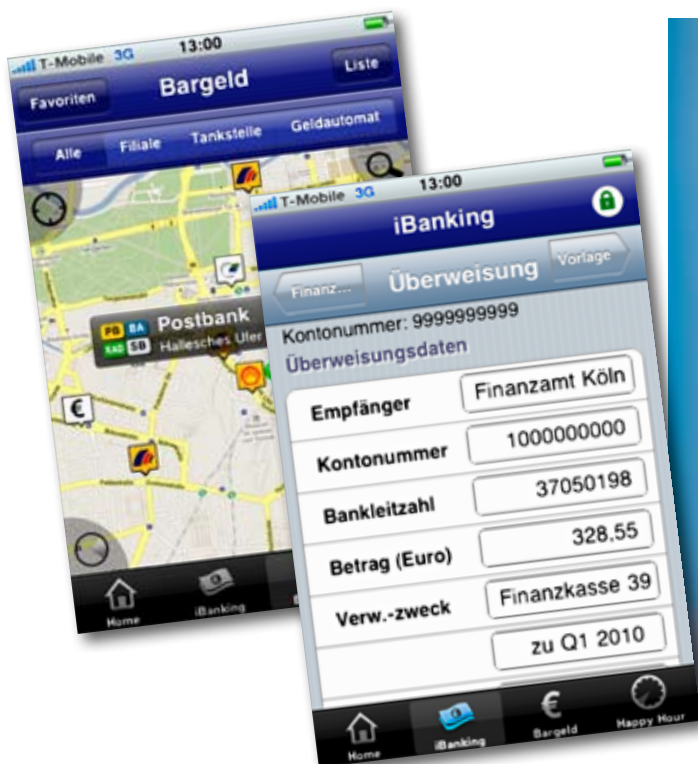 T-Mobile 3G 13:00
Favoriten Bargeld Liste
Alle Filiale Tankstelle Geldautomat
PB BA Postbank
SB Hallesches Ufer
€
Home iBanking
T-Mobile 3G 13:00
iBanking
Finanz... Überweisung Vorlage
Kontonummer: 9999999999
Überweisungsdaten
Empfänger Finanzamt Köln
Kontonummer 1000000000
Bankleitzahl 37050198
Betrag (Euro) 328,55
Verw.-zweck Finanzkasse 39
zu Q1 2010
Home iBanking Bargeld Happy Hour